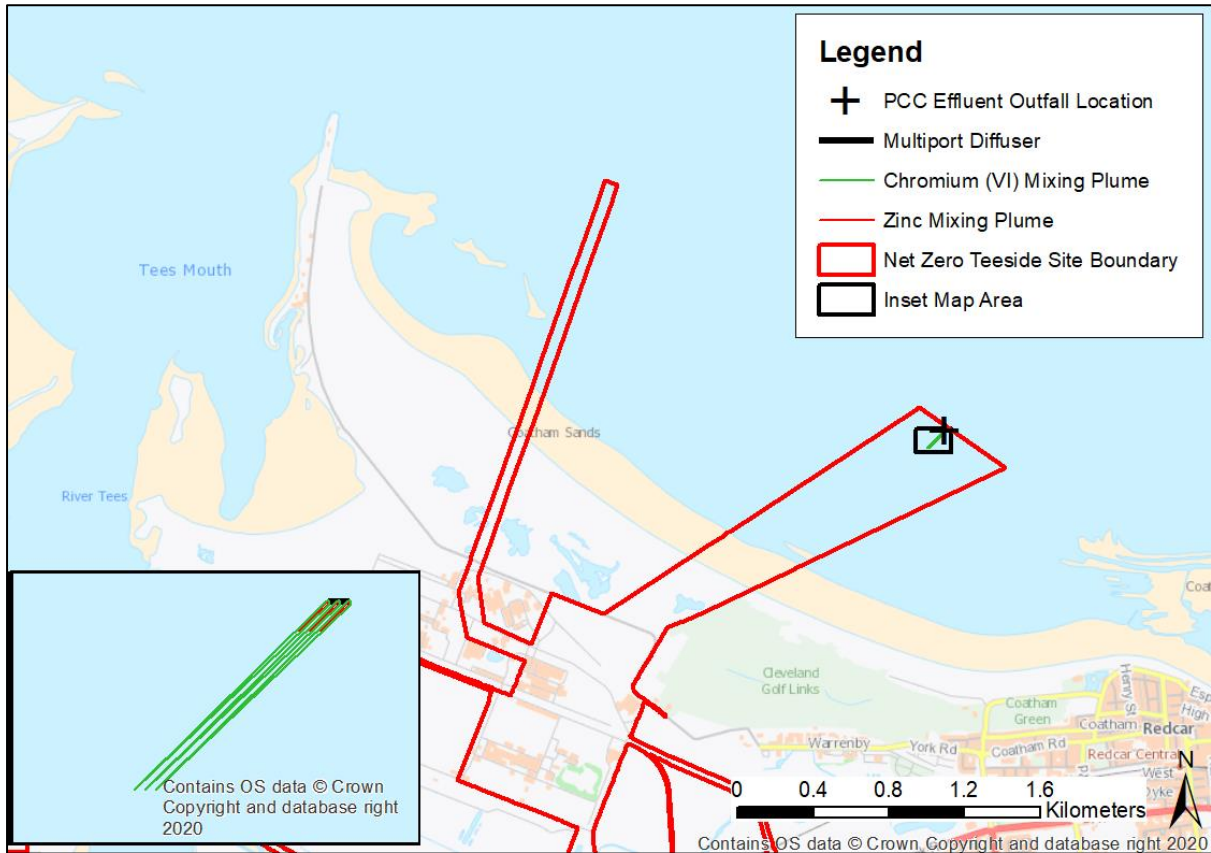 Legend
PCC Effluent Outfall Location
Multiport Diffuser
Chromium (VI) Mixing Plume
Zinc Mixing Plume
Net Zero Teeside Site Boundary
Inset Map Area
Tees Mouth
Coatham Sands
River Tees
Cleveland
Golf Links
Coatham
Green
Henry St
High
Coatham
Redcar
Warrenby
York Rd
Coatham Rd
Redcar Central
West
Dyke
N
0 0.4 0.8 1.2 1.6
Kilometers
Contains OS data © Crown
Copyright and database right
2020
Contains OS data © Crown Copyright and database right 2020